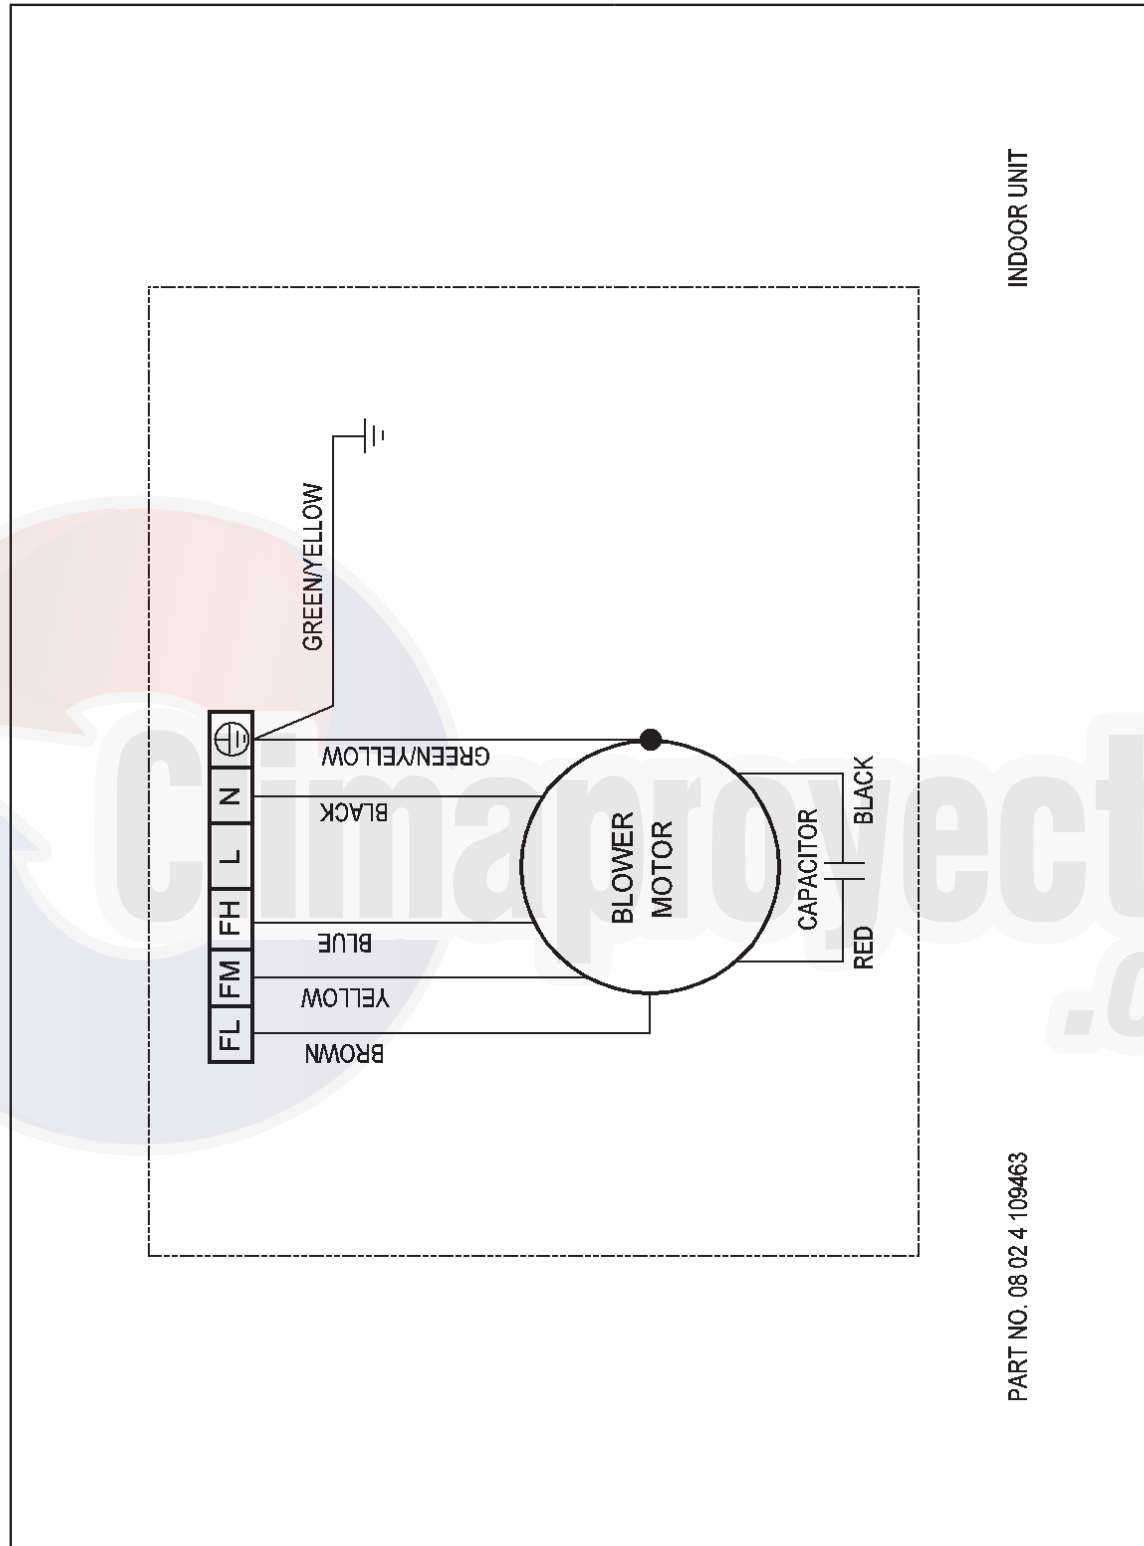 FL FM FH L N
BROWN
YELLOW
BLUE
BLACK
GREEN/YELLOW
GREEN/YELLOW
BLOWER
MOTOR
CAPACITOR
RED
BLACK
PART NO. 08 02 4 109463
INDOOR UNIT
Climaproyect